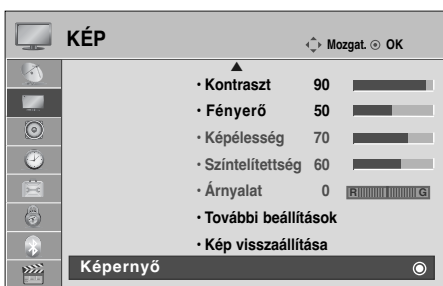 KÉP
Mozgat. OK
• Kontraszt 90
• Fényerő 50
• Képélesség 70
• Színtelítettség 60
• Árnyalat 0 R G
• További beállítások
• Kép visszaállítása
Képernyő